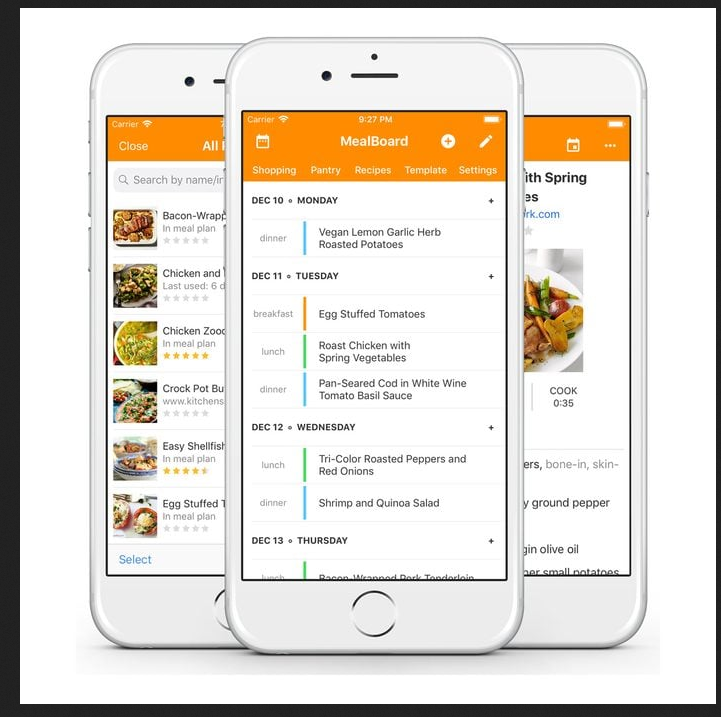 Carrier
Close
All
Search by name/in
Bacon-Wrapp
In meal plan
Chicken and
Last used: 6 d
Chicken Zood
In meal plan
Crock Pot Bu
www.kitchens
Easy Shellfish
In meal plan
Egg Stuffed T
In meal plan
Select
Carrier 9:27 PM
MealBoard
Shopping Pantry Recipes Template Settings
DEC 10 • MONDAY +
dinner Vegan Lemon Garlic Herb
Roasted Potatoes
DEC 11 • TUESDAY +
breakfast Egg Stuffed Tomatoes
lunch Roast Chicken with
Spring Vegetables
dinner Pan-Seared Cod in White Wine
Tomato Basil Sauce
DEC 12 • WEDNESDAY +
lunch Tri-Color Roasted Peppers and
Red Onions
dinner Shrimp and Quinoa Salad
DEC 13 • THURSDAY +
lunch Bacon-Wrapped Pork Tenderloin
ith Spring
es
rk.com
COOK
0:35
ers, bone-in, skin-
y ground pepper
gin olive oil
her small potatoes